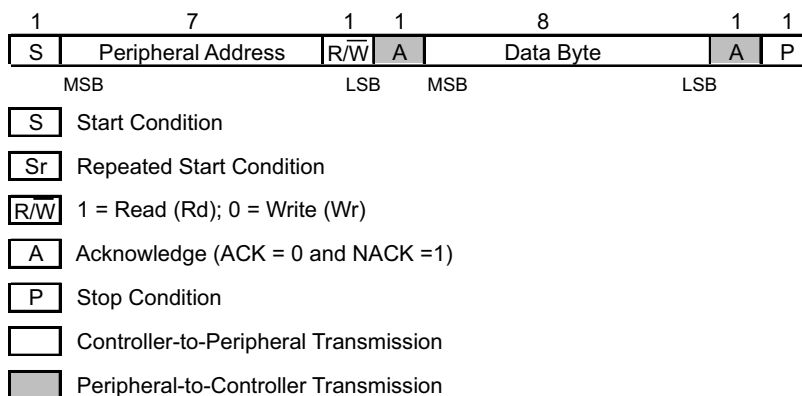 1 7 1 1 8 1 1
S Peripheral Address R/W̅ A Data Byte A P
MSB LSB MSB LSB
S Start Condition
Sr Repeated Start Condition
R/W̅ 1 = Read (Rd); 0 = Write (Wr)
A Acknowledge (ACK = 0 and NACK =1)
P Stop Condition
Controller-to-Peripheral Transmission
Peripheral-to-Controller Transmission